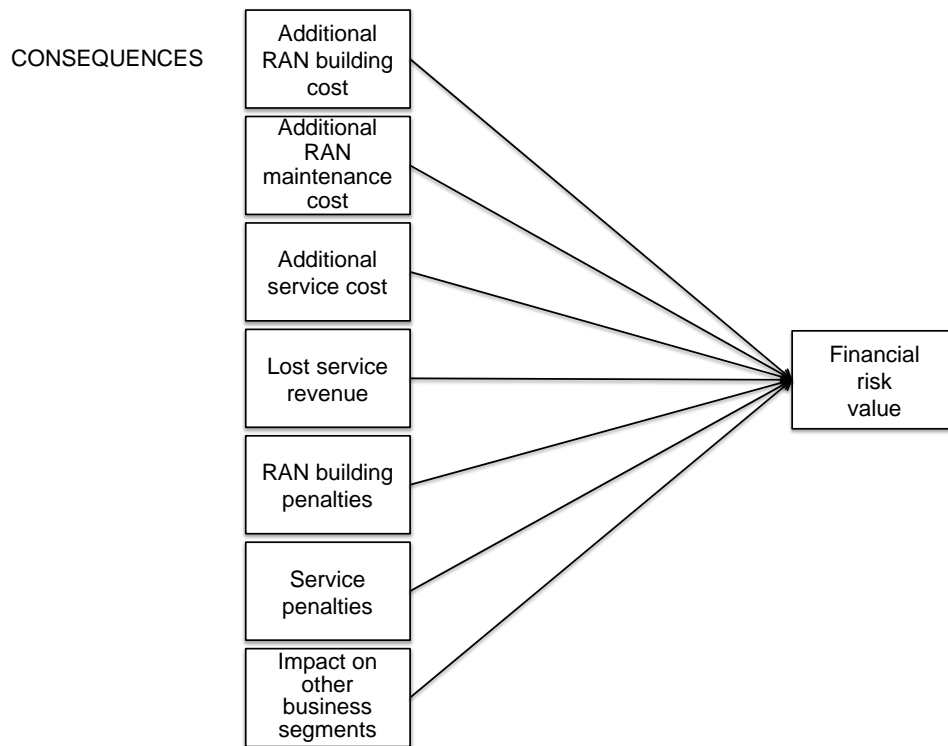 CONSEQUENCES
Additional
RAN building
cost
Additional
RAN
maintenance
cost
Additional
service cost
Lost service
revenue
RAN building
penalties
Service
penalties
Impact on
other
business
segments
Financial
risk
value